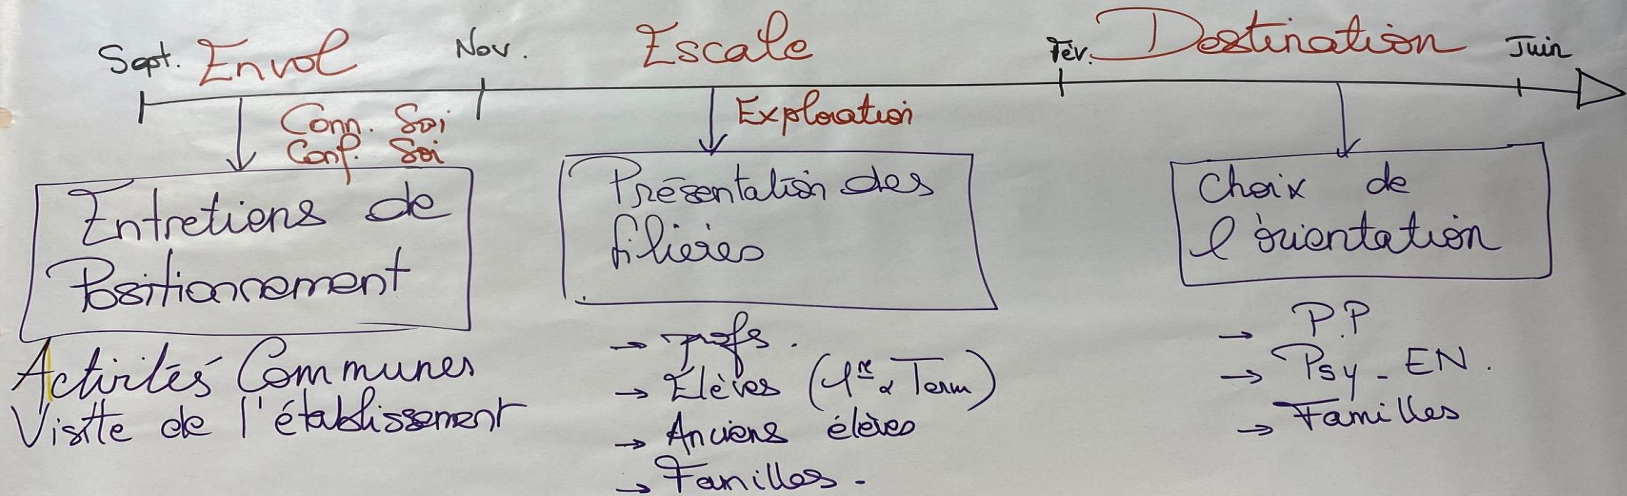 Sept. Envol Nov. Escale Fév. Destination Juin
Conn. Soi
Conf. Soi
Exploration
Entretiens de
Positionnement
Activités Communes
Visite de l'établissement
Présentation des
filières
→ profs.
→ Elèves (1re & Term)
→ Anciens élèves
→ Familles.
Choix de
l'orientation
→ P.P
→ Psy-EN.
→ Familles